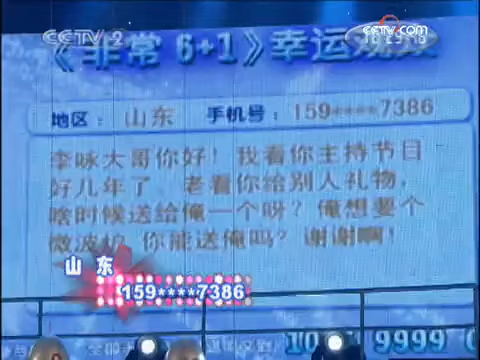 CCTV 2
CCTV.com
《非常 6+1》幸运观众
地区：山东 手机号：159****7386
李咏大哥你好！我看你主持节目
好几年了 老看你给别人礼物，
啥时候送给俺一个呀？俺想要个
微波炉 你能送俺吗？谢谢啊！
山东
159****7386
9999